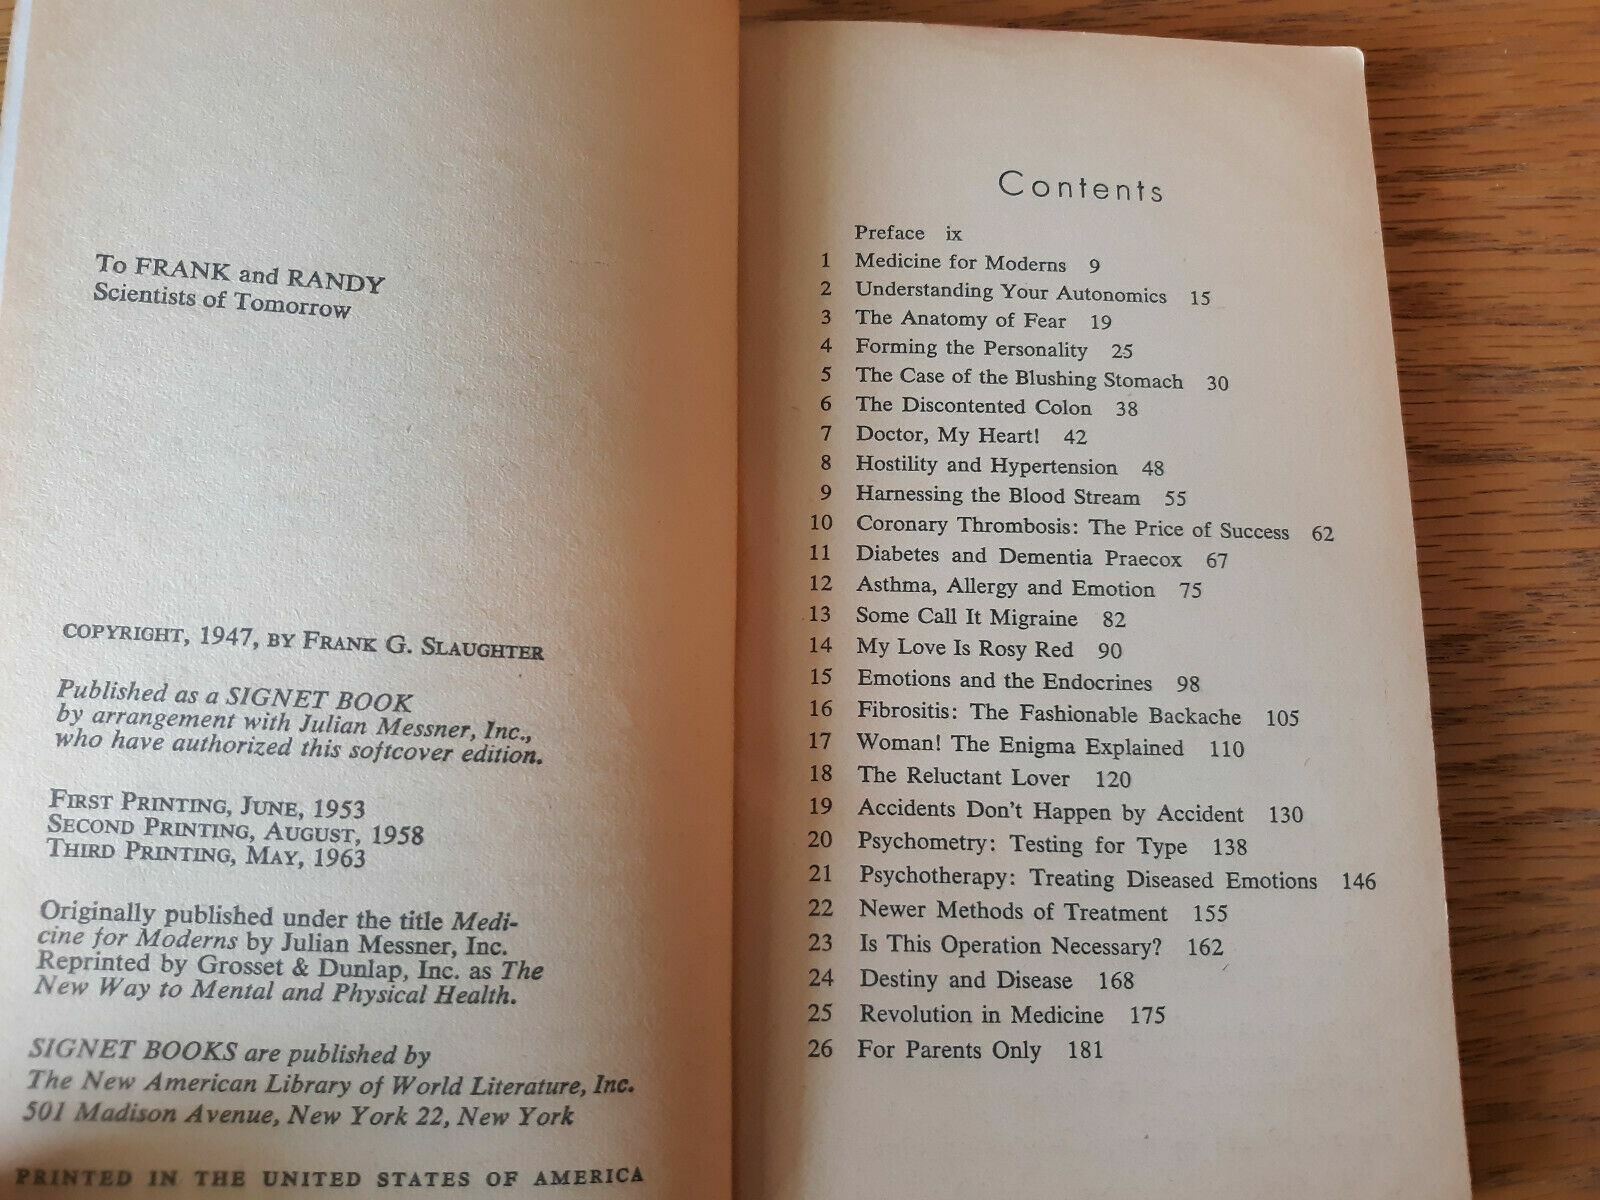 To FRANK and RANDY
Scientists of Tomorrow
COPYRIGHT, 1947, BY FRANK G. SLAUGHTER
Published as a SIGNET BOOK
by arrangement with Julian Messner, Inc.,
who have authorized this softcover edition.
FIRST PRINTING, JUNE, 1953
SECOND PRINTING, AUGUST, 1958
THIRD PRINTING, MAY, 1963
Originally published under the title Medi-
cine for Moderns by Julian Messner, Inc.
Reprinted by Grosset & Dunlap, Inc. as The
New Way to Mental and Physical Health.
SIGNET BOOKS are published by
The New American Library of World Literature, Inc.
501 Madison Avenue, New York 22, New York
PRINTED IN THE UNITED STATES OF AMERICA
Contents
Preface ix
1 Medicine for Moderns 9
2 Understanding Your Autonomics 15
3 The Anatomy of Fear 19
4 Forming the Personality 25
5 The Case of the Blushing Stomach 30
6 The Discontented Colon 38
7 Doctor, My Heart! 42
8 Hostility and Hypertension 48
9 Harnessing the Blood Stream 55
10 Coronary Thrombosis: The Price of Success 62
11 Diabetes and Dementia Praecox 67
12 Asthma, Allergy and Emotion 75
13 Some Call It Migraine 82
14 My Love Is Rosy Red 90
15 Emotions and the Endocrines 98
16 Fibrositis: The Fashionable Backache 105
17 Woman! The Enigma Explained 110
18 The Reluctant Lover 120
19 Accidents Don't Happen by Accident 130
20 Psychometry: Testing for Type 138
21 Psychotherapy: Treating Diseased Emotions 146
22 Newer Methods of Treatment 155
23 Is This Operation Necessary? 162
24 Destiny and Disease 168
25 Revolution in Medicine 175
26 For Parents Only 181